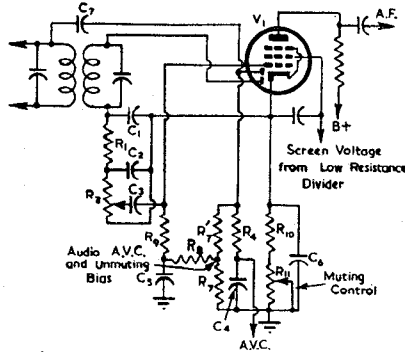 C7
V1
A.F.
B+
C1
R1
C2
Screen Voltage
from Low Resistance
Divider
R2
C3
R9
R'7
R4
R10
R8
C6
Audio A.V.C.
and Unmuting
Bias
C5
R7
C4
R11
Muting
Control
A.V.C.